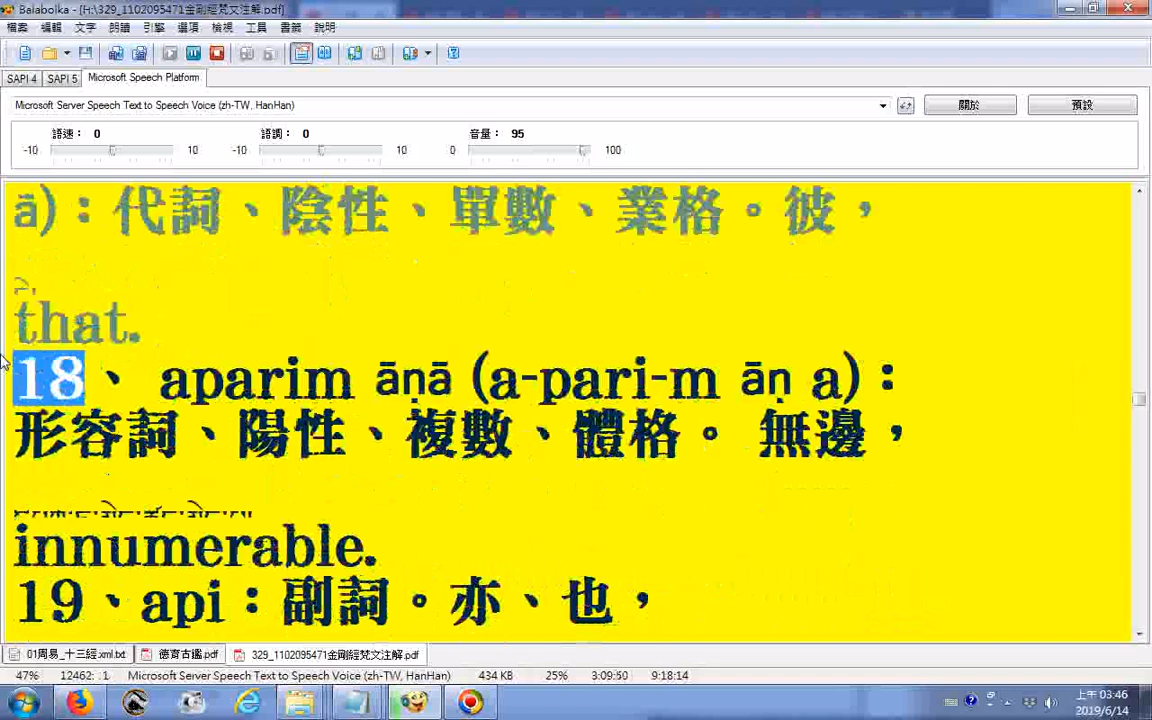 Balabolka - [H:\329_1102095471金剛經梵文注解.pdf]
檔案 編輯 文字 朗讀 引擎 選項 檢視 工具 書籤 說明
SAPI 4 SAPI 5 Microsoft Speech Platform
Microsoft Server Speech Text to Speech Voice (zh-TW, HanHan) 關於 預設
語速： 0 語調： 0 音量： 95
-10 10 -10 10 0 100
ā)：代詞、陰性、單數、業格。彼，
that.
18、 aparim āṇā (a-pari-m āṇ a)：
形容詞、陽性、複數、體格。 無邊，
innumerable.
19、api：副詞。亦、也，
01周易_十三經.xml.txt 德育古鑑.pdf 329_1102095471金剛經梵文注解.pdf
47% 12462: 1 Microsoft Server Speech Text to Speech Voice (zh-TW, HanHan) 434 KB 25% 3:09:50 9:18:14
上午 03:46
2019/6/14